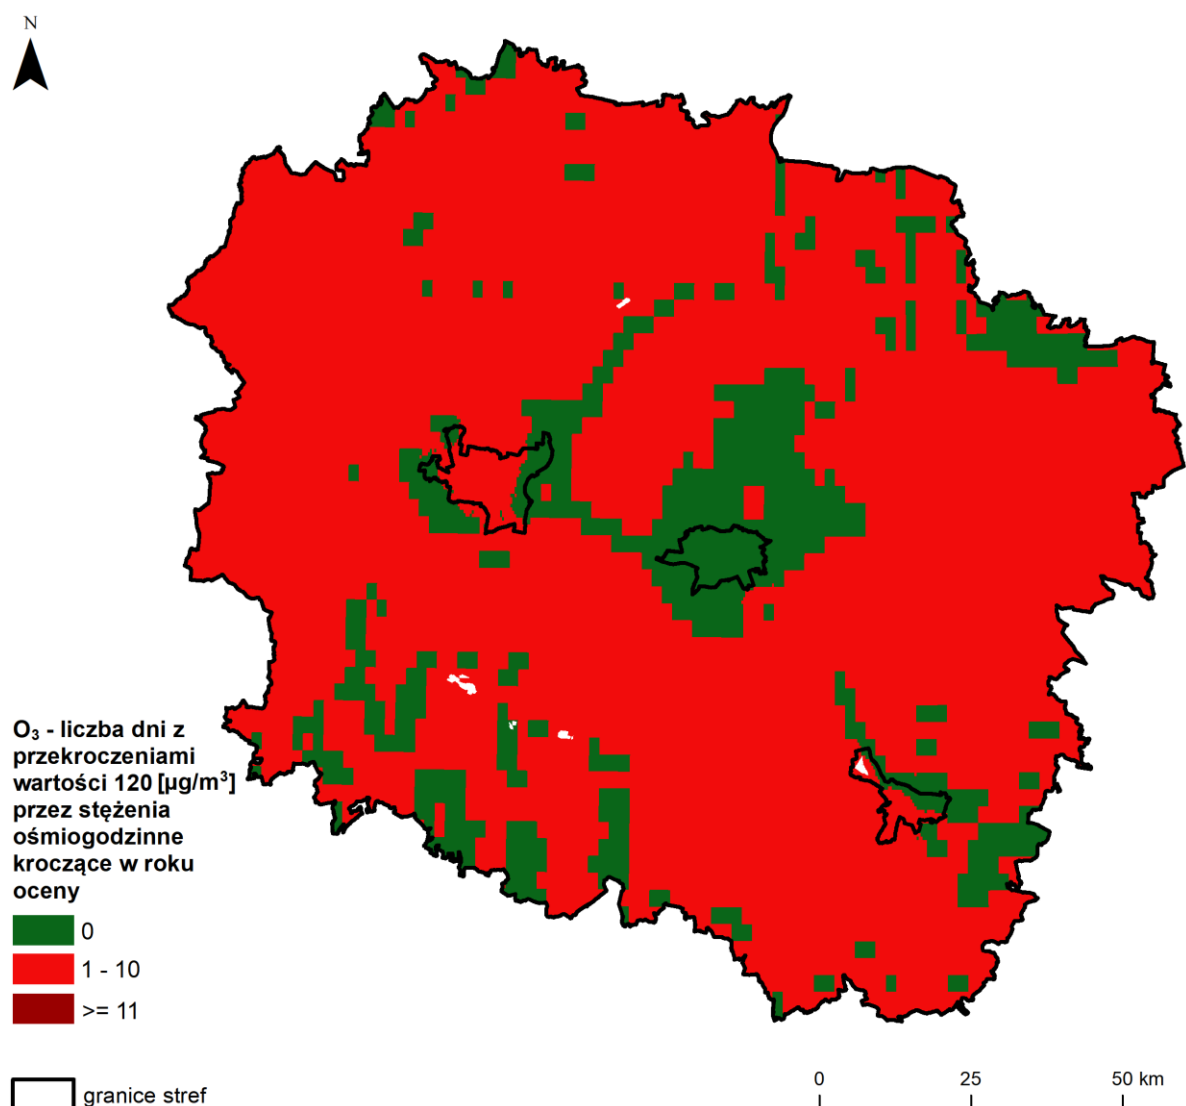 N
O₃ - liczba dni z
przekroczeniami
wartości 120 [µg/m³]
przez stężenia
ośmiogodzinne
kroczące w roku
oceny
0
1 - 10
>= 11
granice stref
0 25 50 km